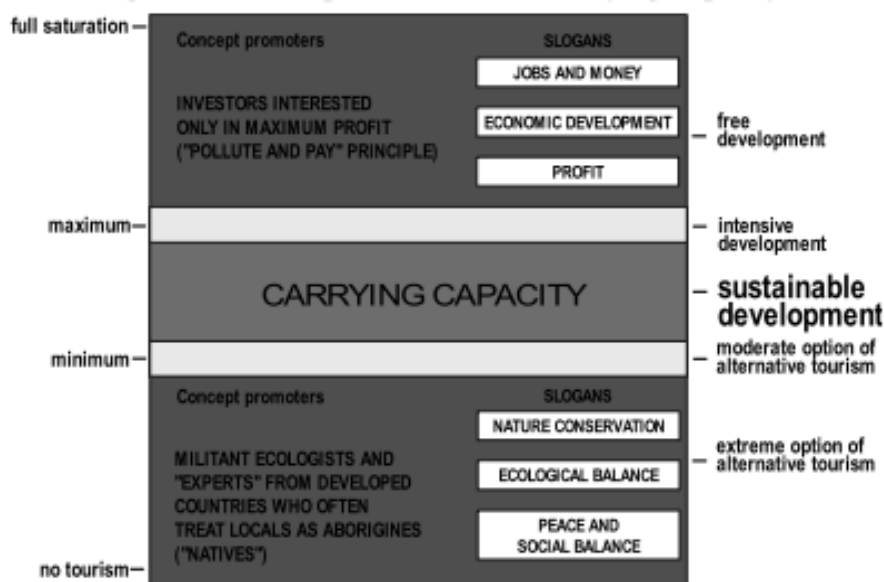 full saturation
Concept promoters
SLOGANS
JOBS AND MONEY
INVESTORS INTERESTED
ONLY IN MAXIMUM PROFIT
("POLLUTE AND PAY" PRINCIPLE)
ECONOMIC DEVELOPMENT
PROFIT
free
development
maximum
intensive
development
CARRYING CAPACITY
sustainable
development
minimum
moderate option of
alternative tourism
Concept promoters
SLOGANS
NATURE CONSERVATION
MILITANT ECOLOGISTS AND
"EXPERTS" FROM DEVELOPED
COUNTRIES WHO OFTEN
TREAT LOCALS AS ABORIGINES
("NATIVES")
ECOLOGICAL BALANCE
PEACE AND
SOCIAL BALANCE
extreme option of
alternative tourism
no tourism